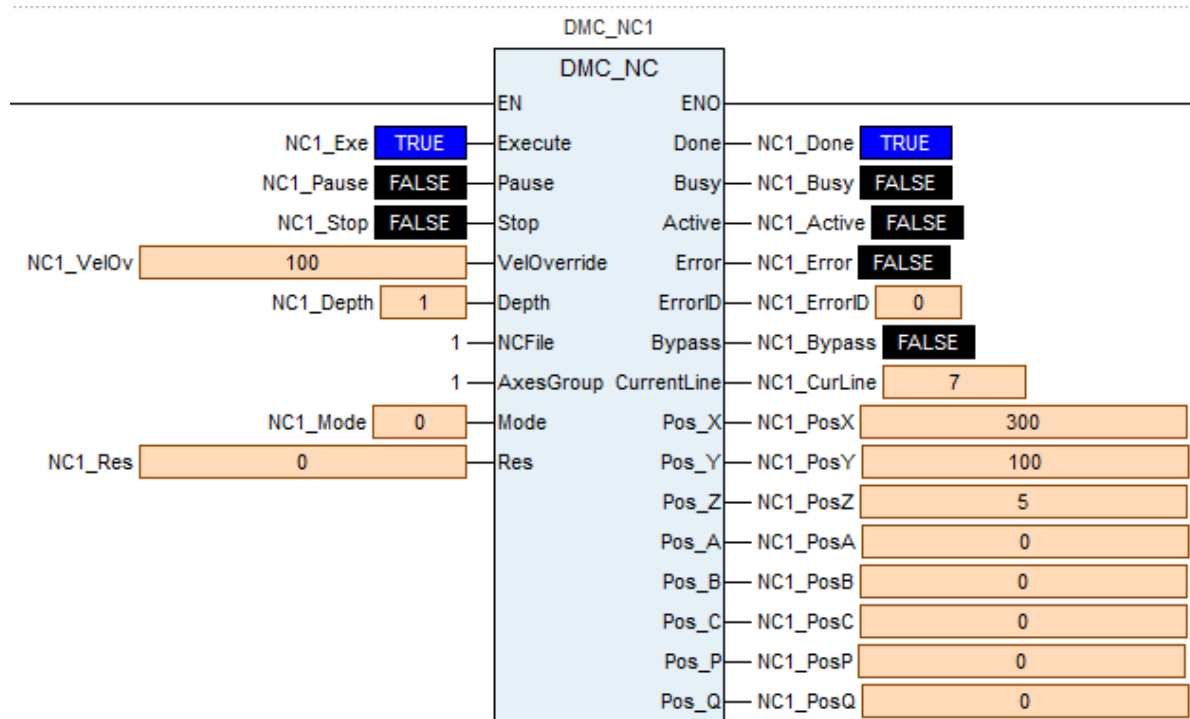 DMC_NC1
DMC_NC
EN ENO
NC1_Exe TRUE Execute Done NC1_Done TRUE
NC1_Pause FALSE Pause Busy NC1_Busy FALSE
NC1_Stop FALSE Stop Active NC1_Active FALSE
NC1_VelOv 100 VelOverride Error NC1_Error FALSE
NC1_Depth 1 Depth ErrorID NC1_ErrorID 0
1 NCFile Bypass NC1_Bypass FALSE
1 AxesGroup CurrentLine NC1_CurLine 7
NC1_Mode 0 Mode Pos_X NC1_PosX 300
NC1_Res 0 Res Pos_Y NC1_PosY 100
Pos_Z NC1_PosZ 5
Pos_A NC1_PosA 0
Pos_B NC1_PosB 0
Pos_C NC1_PosC 0
Pos_P NC1_PosP 0
Pos_Q NC1_PosQ 0